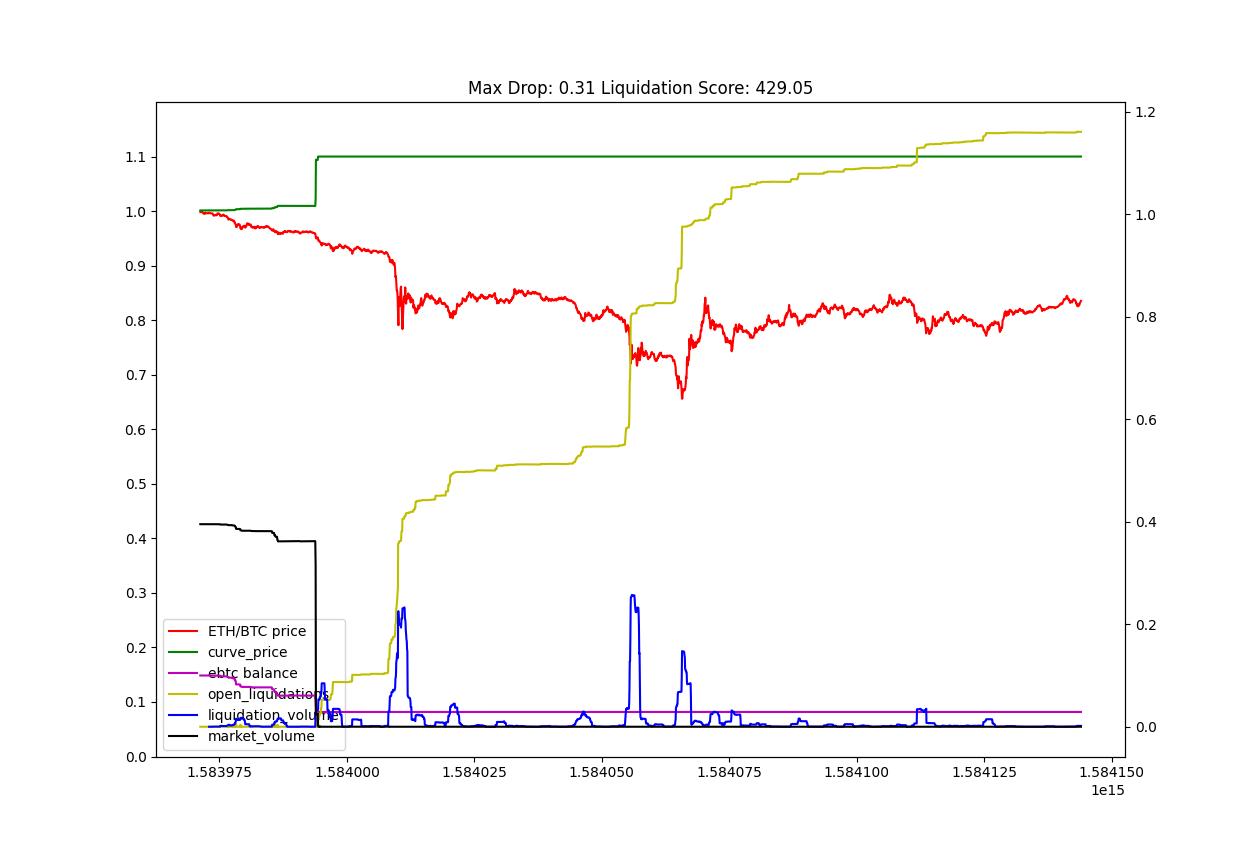 Max Drop: 0.31 Liquidation Score: 429.05
1.1
1.0
0.9
0.8
0.7
0.6
0.5
0.4
0.3
0.2
0.1
0.0
1.2
1.0
0.8
0.6
0.4
0.2
0.0
ETH/BTC price
curve_price
ebtc balance
open_liquidations
liquidation_volume
market_volume
1.583975 1.584000 1.584025 1.584050 1.584075 1.584100 1.584125 1.584150
1e15